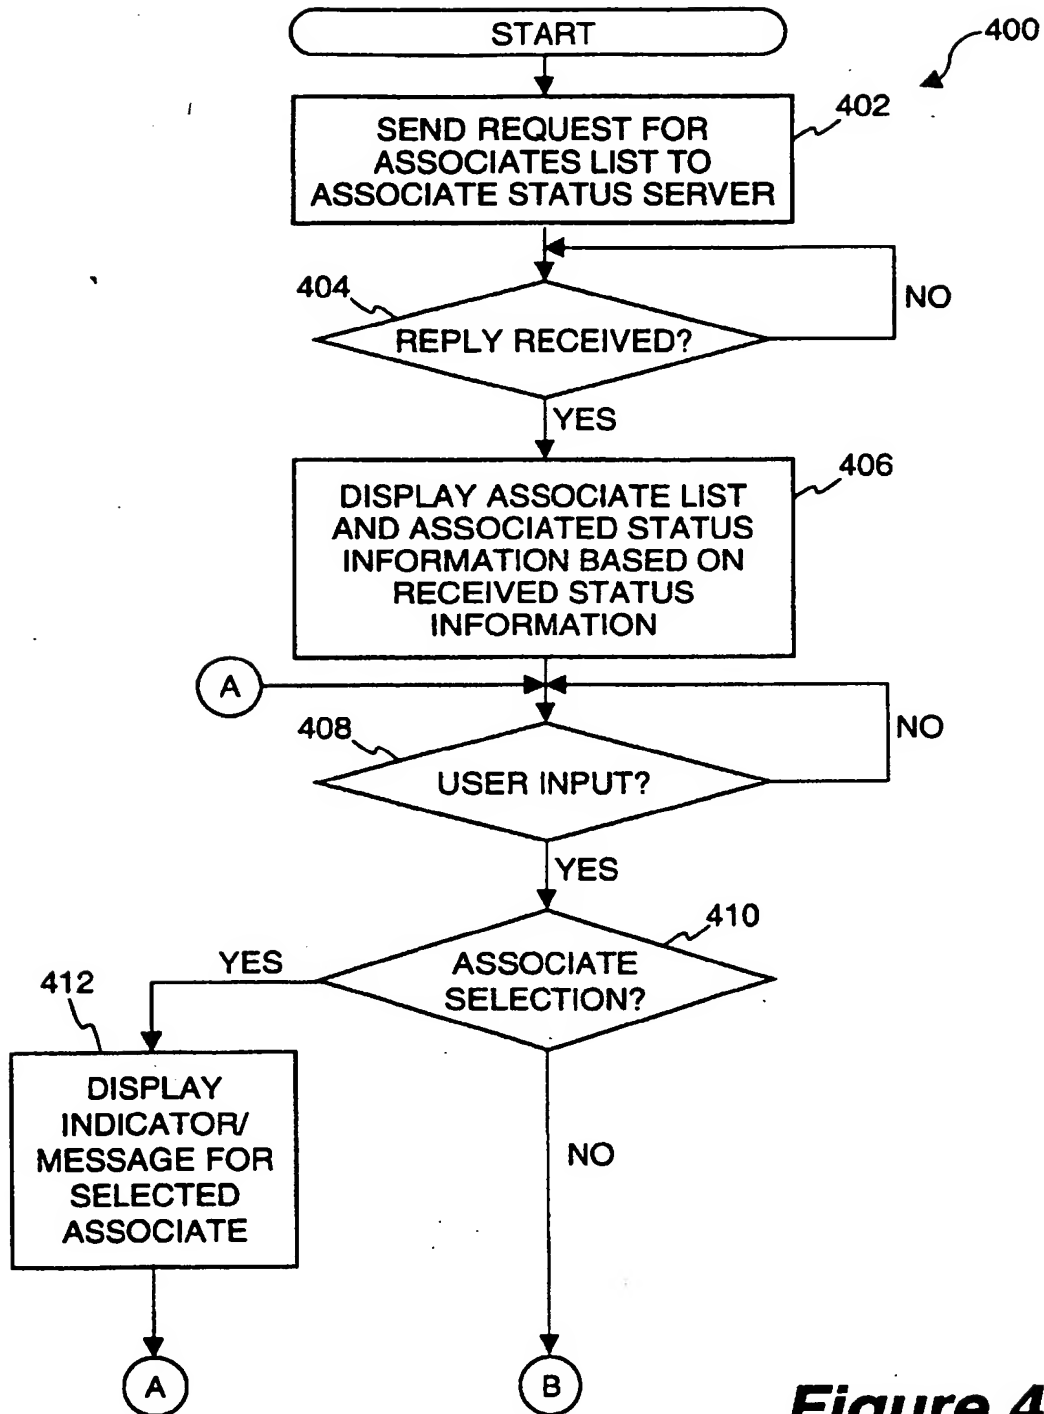 START
400
402
SEND REQUEST FOR
ASSOCIATES LIST TO
ASSOCIATE STATUS SERVER
404
NO
REPLY RECEIVED?
YES
406
DISPLAY ASSOCIATE LIST
AND ASSOCIATED STATUS
INFORMATION BASED ON
RECEIVED STATUS
INFORMATION
A
408
NO
USER INPUT?
YES
410
YES
ASSOCIATE
SELECTION?
412
DISPLAY
INDICATOR/
MESSAGE FOR
SELECTED
ASSOCIATE
NO
A
B
Figure 4